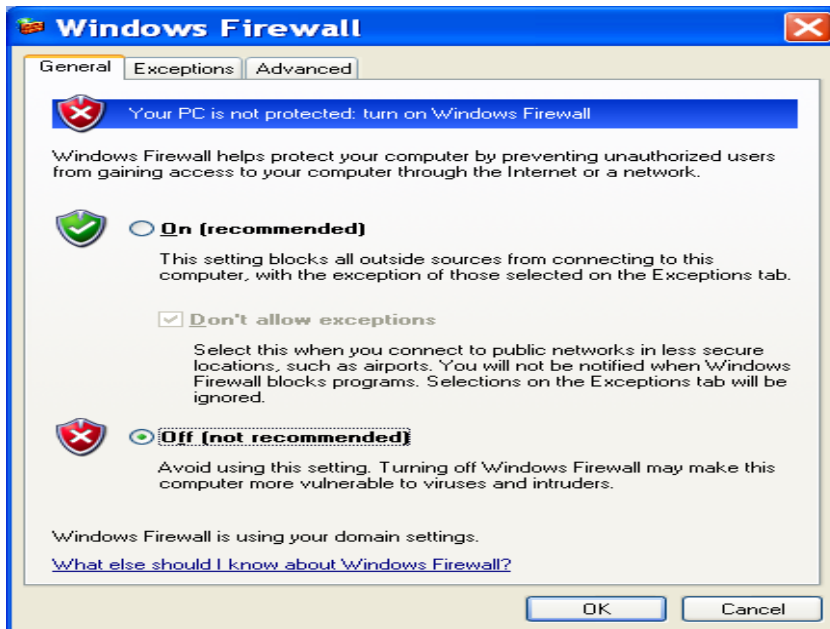 Windows Firewall
General Exceptions Advanced
Your PC is not protected: turn on Windows Firewall
Windows Firewall helps protect your computer by preventing unauthorized users
from gaining access to your computer through the Internet or a network.
On (recommended)
This setting blocks all outside sources from connecting to this
computer, with the exception of those selected on the Exceptions tab.
Don't allow exceptions
Select this when you connect to public networks in less secure
locations, such as airports. You will not be notified when Windows
Firewall blocks programs. Selections on the Exceptions tab will be
ignored.
Off (not recommended)
Avoid using this setting. Turning off Windows Firewall may make this
computer more vulnerable to viruses and intruders.
Windows Firewall is using your domain settings.
What else should I know about Windows Firewall?
OK Cancel